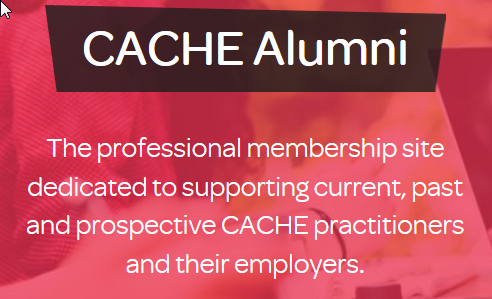 CACHE Alumni
The professional membership site
dedicated to supporting current, past
and prospective CACHE practitioners
and their employers.